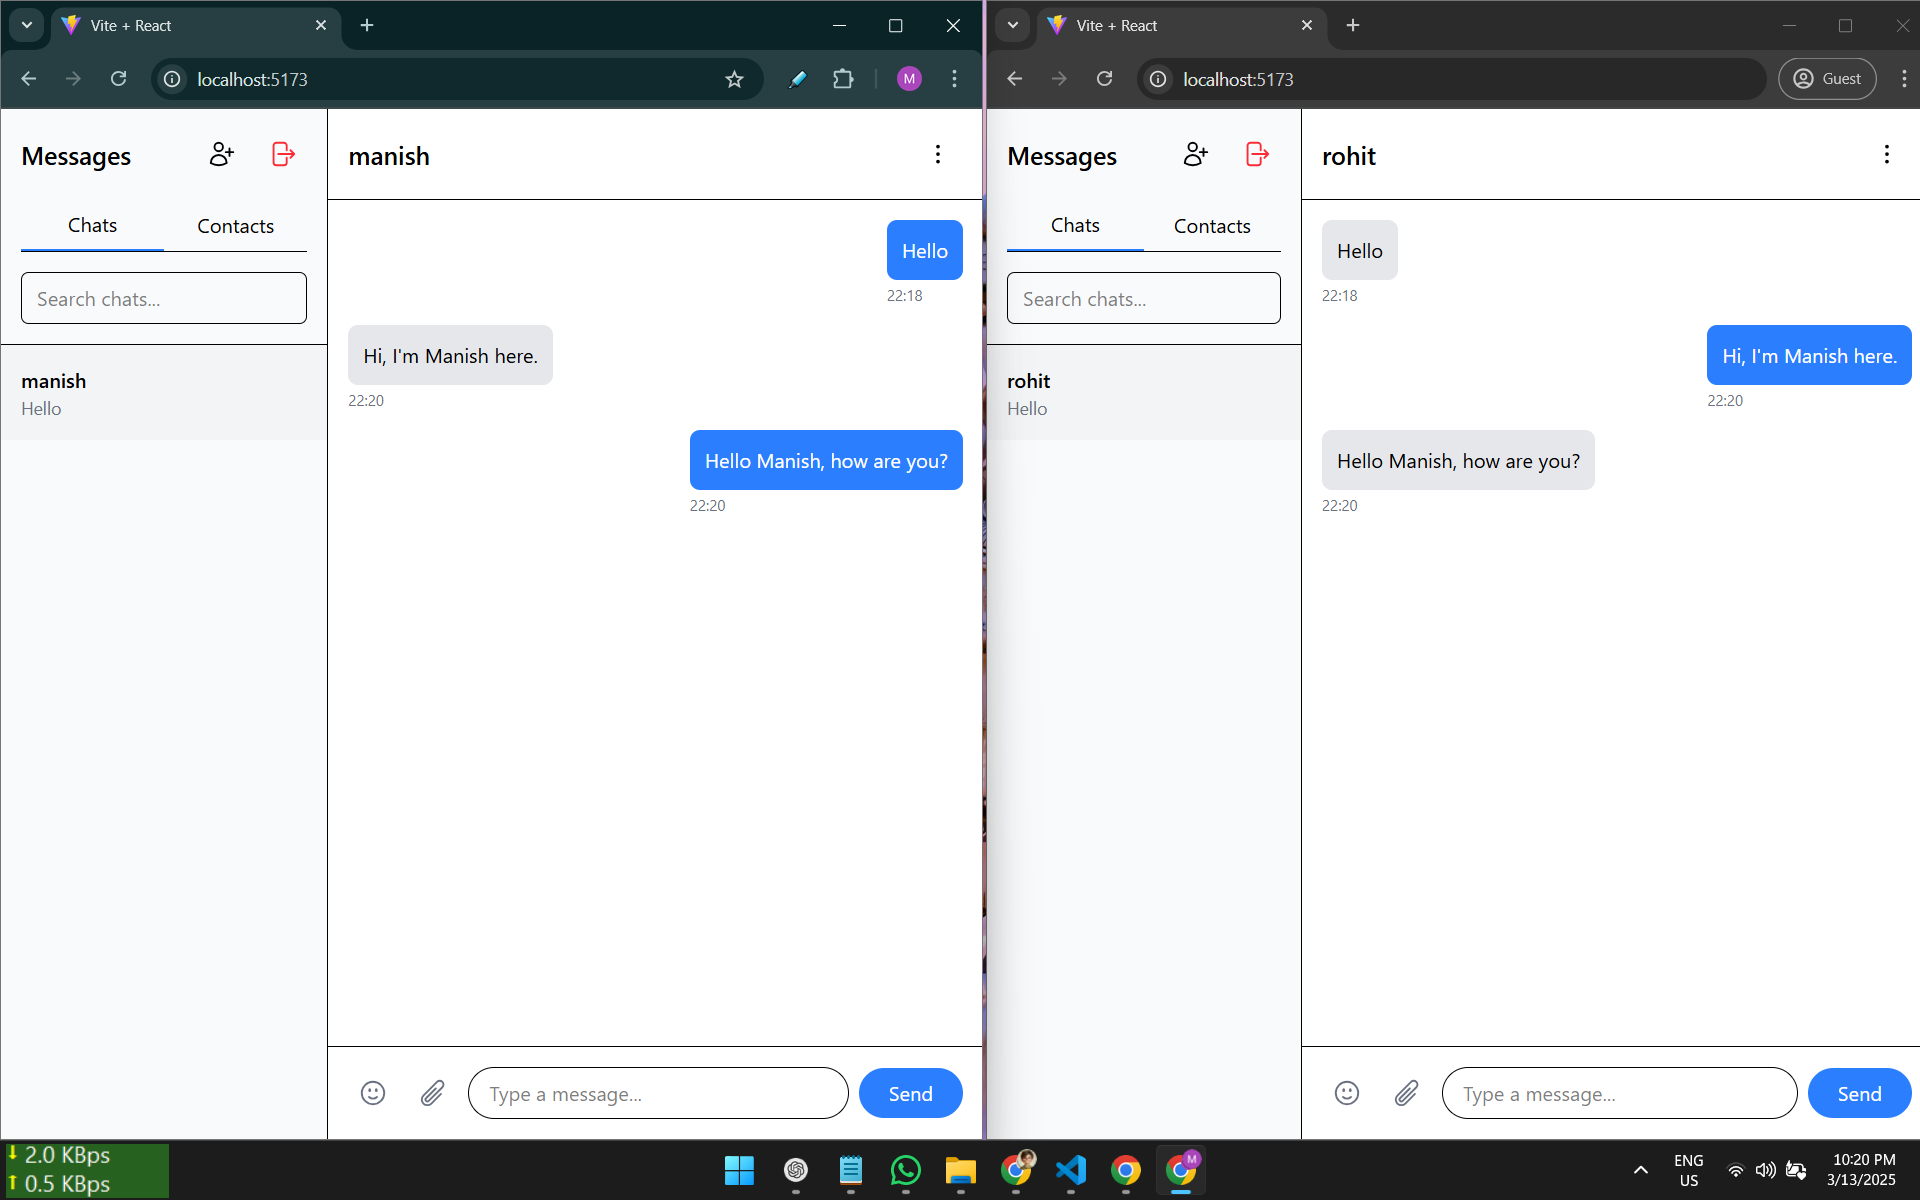 Vite + React
localhost:5173
M
Messages
manish
Chats
Contacts
Search chats...
manish
Hello
Hello
22:18
Hi, I'm Manish here.
22:20
Hello Manish, how are you?
22:20
Type a message...
Send
Vite + React
localhost:5173
Guest
Messages
rohit
Chats
Contacts
Search chats...
rohit
Hello
Hello
22:18
Hi, I'm Manish here.
22:20
Hello Manish, how are you?
22:20
Type a message...
Send
2.0 KBps
0.5 KBps
M
ENG
US
10:20 PM
3/13/2025